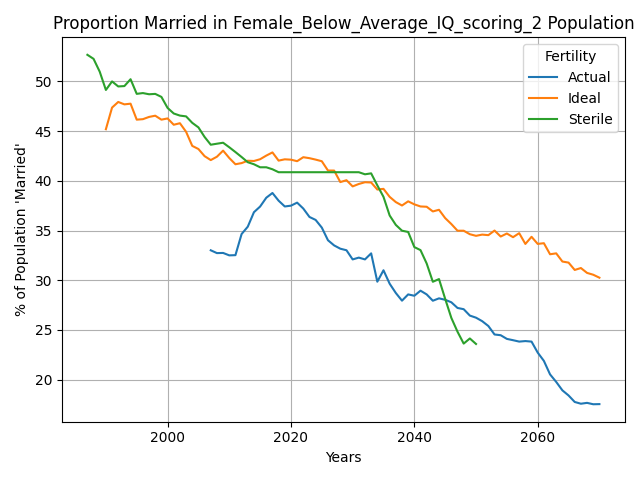 Proportion Married in Female_Below_Average_IQ_scoring_2 Population
Fertility
Actual
Ideal
Sterile
% of Population 'Married'
50
45
40
35
30
25
20
2000
2020
2040
2060
Years